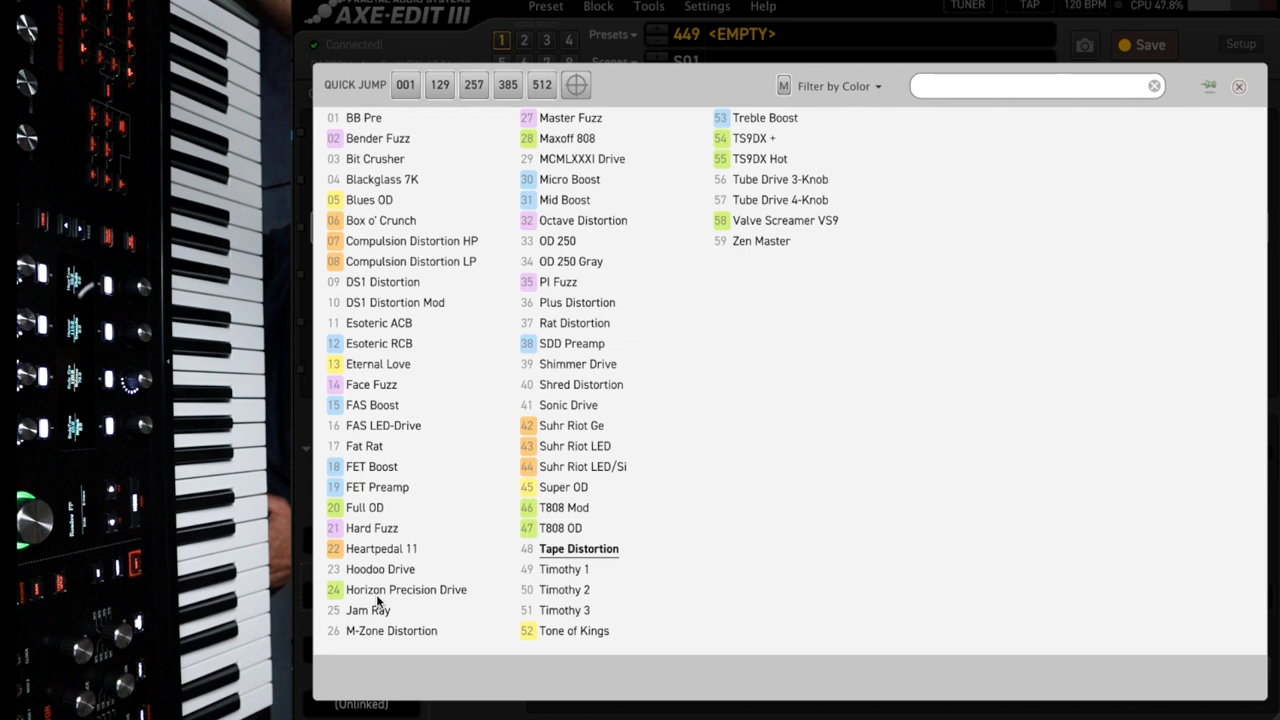 FRACTAL AUDIO SYSTEMS
AXE-EDIT III
Preset Block Tools Settings Help
TUNER TAP 120 BPM CPU 47.8%
Connected!
1 2 3 4
Presets
449 <EMPTY>
Save
Setup
QUICK JUMP 001 129 257 385 512
M Filter by Color
01 BB Pre
02 Bender Fuzz
03 Bit Crusher
04 Blackglass 7K
05 Blues OD
06 Box o' Crunch
07 Compulsion Distortion HP
08 Compulsion Distortion LP
09 DS1 Distortion
10 DS1 Distortion Mod
11 Esoteric ACB
12 Esoteric RCB
13 Eternal Love
14 Face Fuzz
15 FAS Boost
16 FAS LED-Drive
17 Fat Rat
18 FET Boost
19 FET Preamp
20 Full OD
21 Hard Fuzz
22 Heartpedal 11
23 Hoodoo Drive
24 Horizon Precision Drive
25 Jam Ray
26 M-Zone Distortion
27 Master Fuzz
28 Maxoff 808
29 MCMLXXXI Drive
30 Micro Boost
31 Mid Boost
32 Octave Distortion
33 OD 250
34 OD 250 Gray
35 PI Fuzz
36 Plus Distortion
37 Rat Distortion
38 SDD Preamp
39 Shimmer Drive
40 Shred Distortion
41 Sonic Drive
42 Suhr Riot Ge
43 Suhr Riot LED
44 Suhr Riot LED/Si
45 Super OD
46 T808 Mod
47 T808 OD
48 Tape Distortion
49 Timothy 1
50 Timothy 2
51 Timothy 3
52 Tone of Kings
53 Treble Boost
54 TS9DX +
55 TS9DX Hot
56 Tube Drive 3-Knob
57 Tube Drive 4-Knob
58 Valve Screamer VS9
59 Zen Master
(Unlinked)